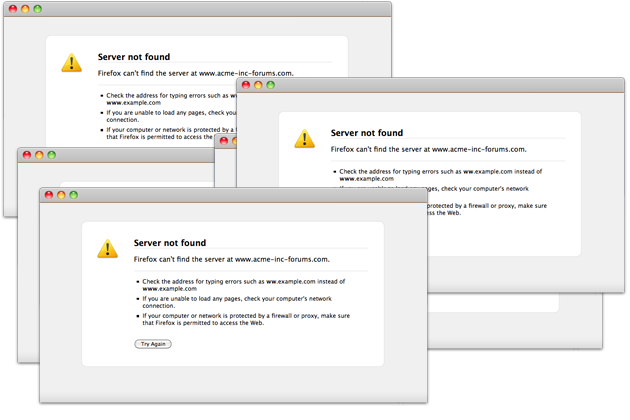 Server not found
Firefox can't find the server at www.acme-inc-forums.com.
Check the address for typing errors such as ww
www.example.com
If you are unable to load any pages, check your
connection.
If your computer or network is protected by a
that Firefox is permitted to access the
Server not found
Firefox can't find the server at www.acme-inc-forums.com.
Check the address for typing errors such as ww.example.com instead of
www.example.com
pages, check your computer's network
protected by a firewall or proxy, make sure
the Web.
Server not found
Firefox can't find the server at www.acme-inc-forums.com.
Check the address for typing errors such as ww.example.com instead of
www.example.com
If you are unable to load any pages, check your computer's network
connection.
If your computer or network is protected by a firewall or proxy, make sure
that Firefox is permitted to access the Web.
Try Again